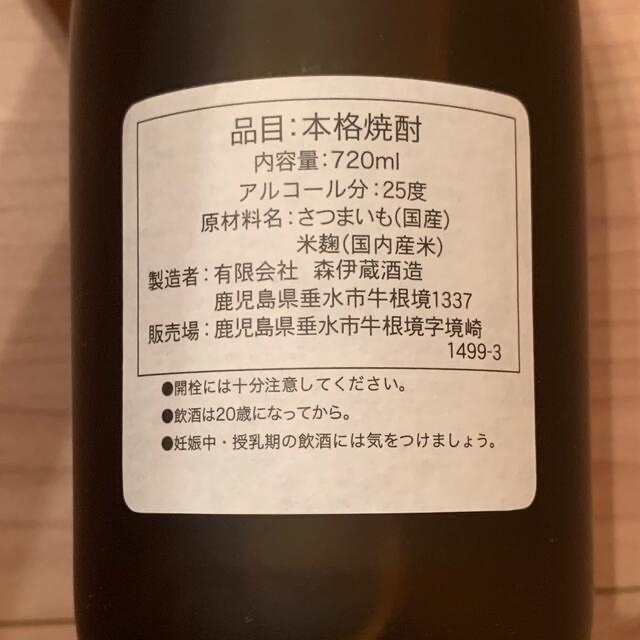 品目:本格焼酎
内容量:720ml
アルコール分:25度
原材料名:さつまいも(国産)
米麹(国内産米)
製造者:有限会社 森伊蔵酒造
鹿児島県垂水市牛根境1337
販売場:鹿児島県垂水市牛根境字境崎
1499-3
●開栓には十分注意してください。
●飲酒は20歳になってから。
●妊娠中・授乳期の飲酒には気をつけましょう。